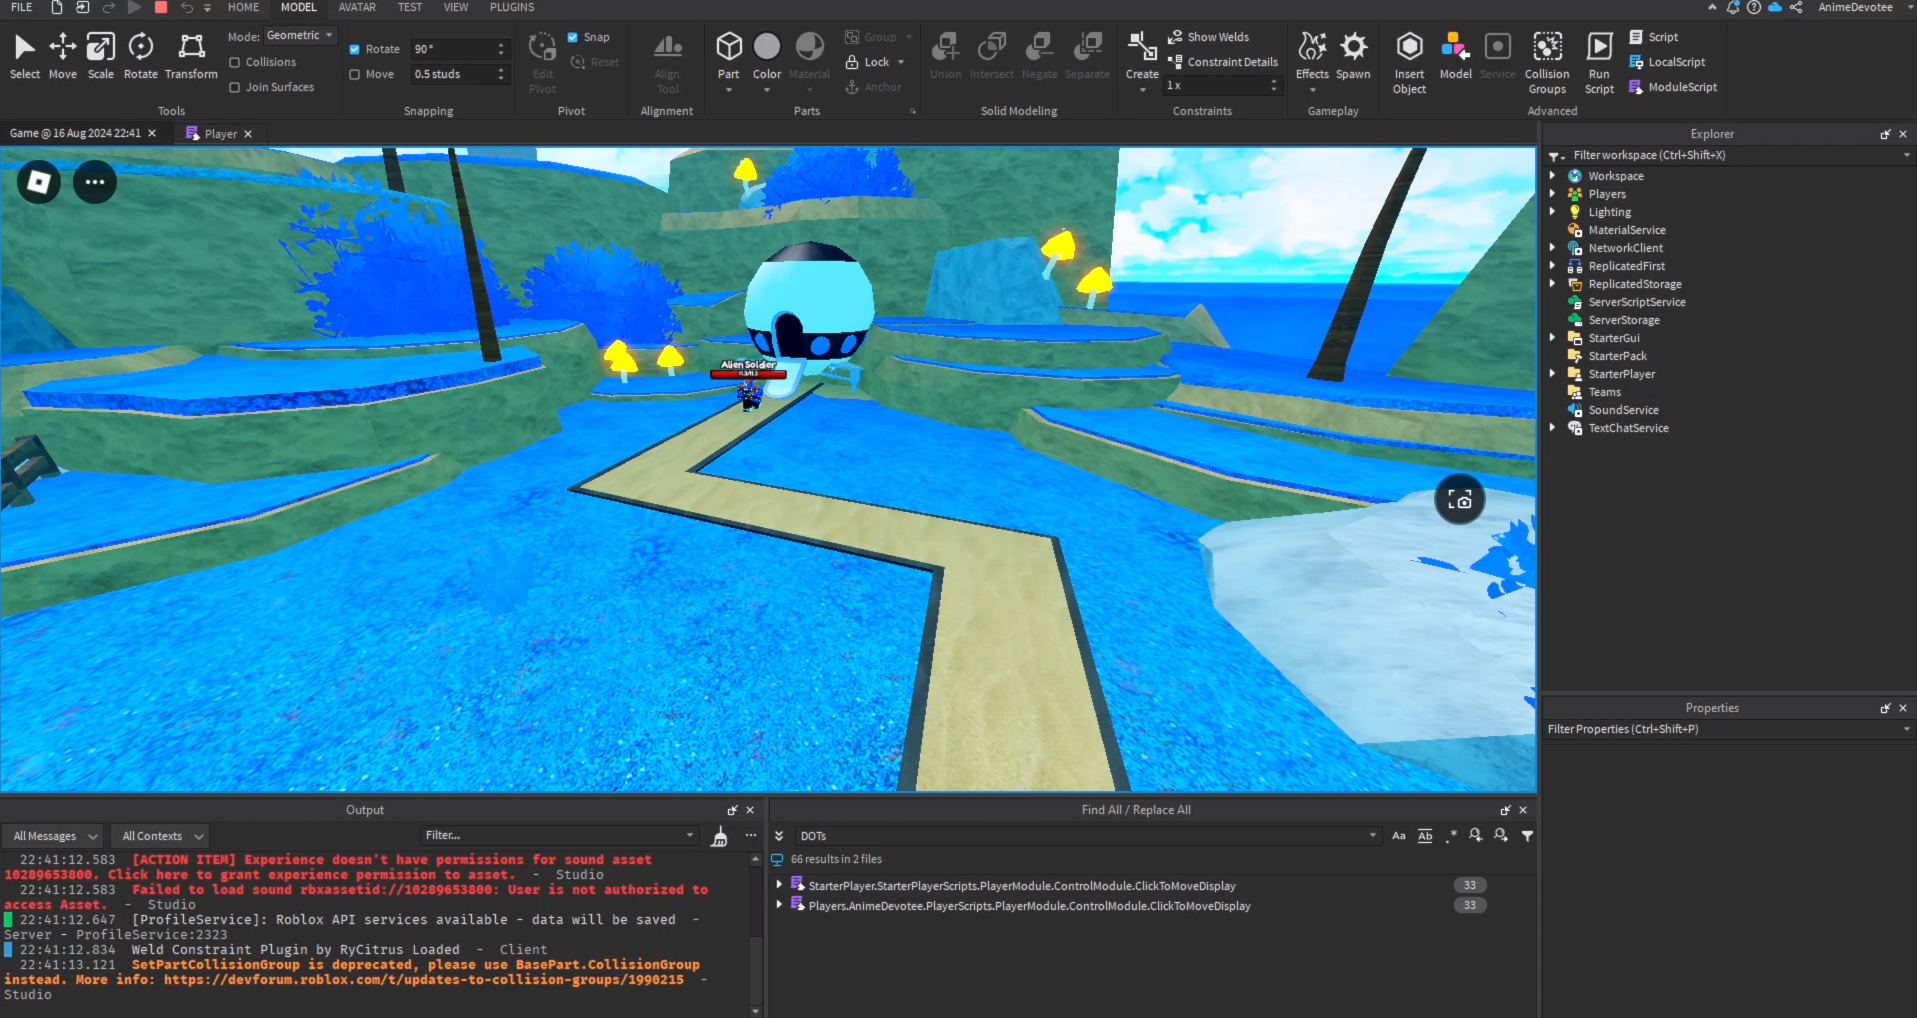 FILE HOME MODEL AVATAR TEST VIEW PLUGINS AnimeDevotee
Select Move Scale Rotate Transform
Mode: Geometric
Collisions
Join Surfaces
Tools
Rotate 90°
Move 0.5 studs
Snapping
Edit Pivot
Snap
Reset
Pivot
Align Tool
Alignment
Part Color Material
Group
Lock
Anchor
Parts
Union Intersect Negate Separate
Solid Modeling
Create
Show Welds
Constraint Details
1x
Constraints
Effects Spawn
Gameplay
Insert Object
Model
Service
Collision Groups
Run Script
Script
LocalScript
ModuleScript
Advanced
Game @ 16 Aug 2024 22:41
Player
Alien Soldier
Explorer
Filter workspace (Ctrl+Shift+X)
Workspace
Players
Lighting
MaterialService
NetworkClient
ReplicatedFirst
ReplicatedStorage
ServerScriptService
ServerStorage
StarterGui
StarterPack
StarterPlayer
Teams
SoundService
TextChatService
Properties
Filter Properties (Ctrl+Shift+P)
Output
All Messages All Contexts Filter...
22:41:12.583 [ACTION ITEM] Experience doesn't have permissions for sound asset
10289653800. Click here to grant experience permission to asset. - Studio
22:41:12.583 Failed to load sound rbxassetid://10289653800: User is not authorized to
access Asset. - Studio
22:41:12.647 [ProfileService]: Roblox API services available - data will be saved -
Server - ProfileService:2323
22:41:12.834 Weld Constraint Plugin by RyCitrus Loaded - Client
22:41:13.121 SetPartCollisionGroup is deprecated, please use BasePart.CollisionGroup
instead. More info: https://devforum.roblox.com/t/updates-to-collision-groups/1990215 -
Studio
Find All / Replace All
DOTs Aa Ab .*
66 results in 2 files
StarterPlayer.StarterPlayerScripts.PlayerModule.ControlModule.ClickToMoveDisplay 33
Players.AnimeDevotee.PlayerScripts.PlayerModule.ControlModule.ClickToMoveDisplay 33